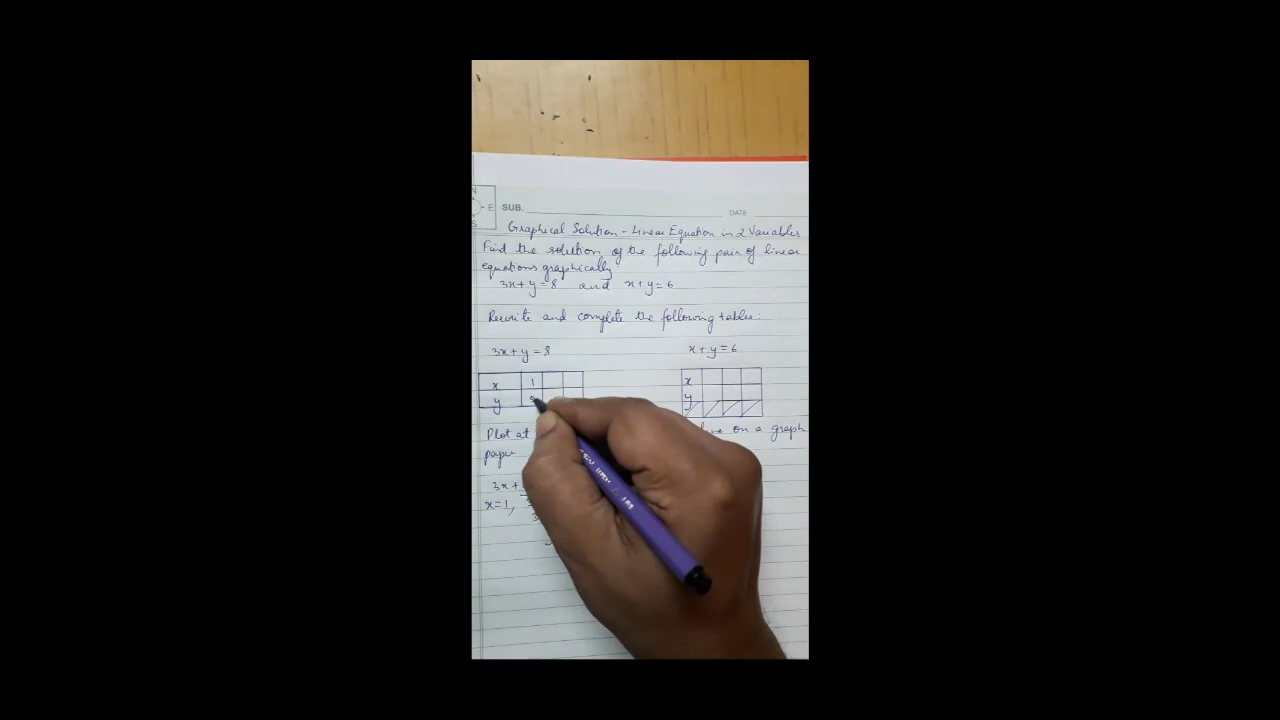 N
E
S
SUB.
DATE
Graphical Solution - Linear Equation in 2 Variables
Find the solution of the following pair of linear
equations graphically
3x + y = 8 and x + y = 6
Rewrite and complete the following tables:
3x + y = 8 x + y = 6
x 1 x
y y
Plot at on a graph
paper
3x +
x = 1,